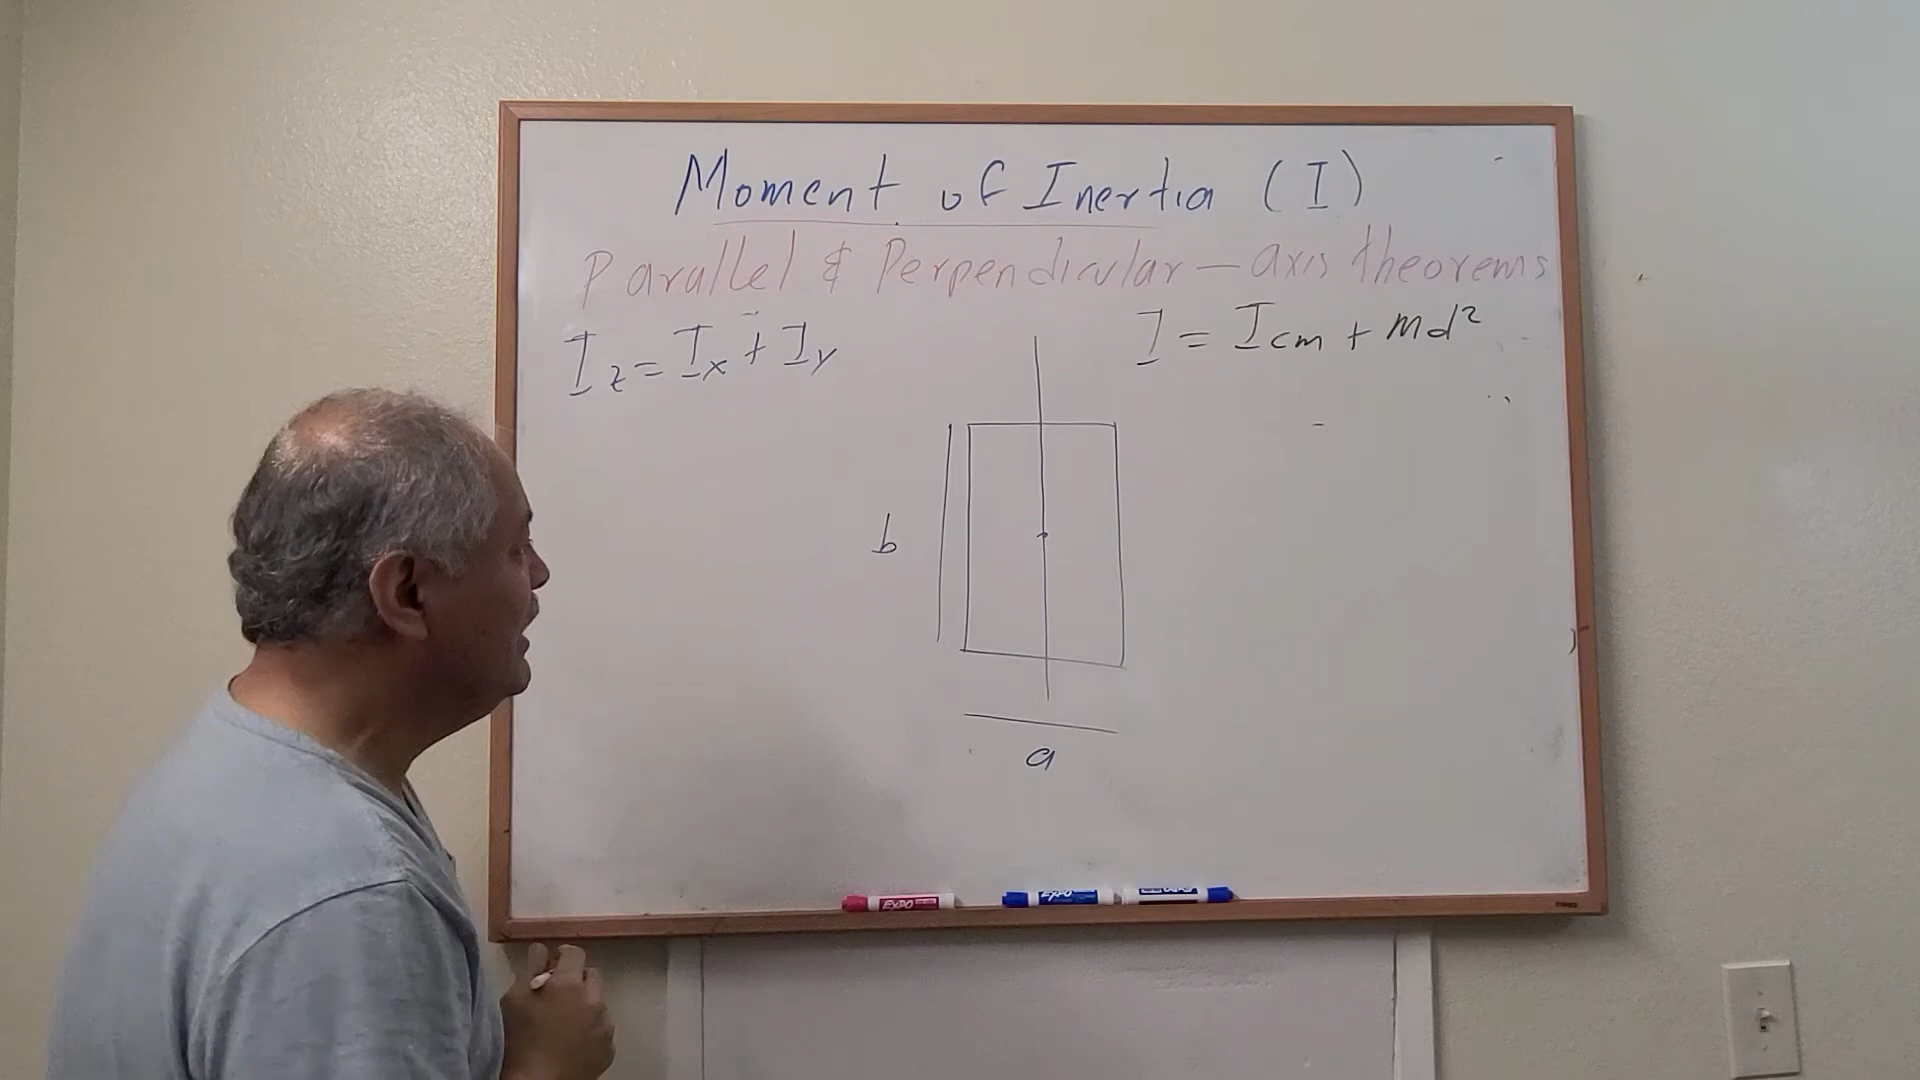 Moment of Inertia (I)
Parallel & Perpendicular-axis theorems
I = Icm + Md²
Iz = Ix + Iy
b
a
EXPO
EXPO